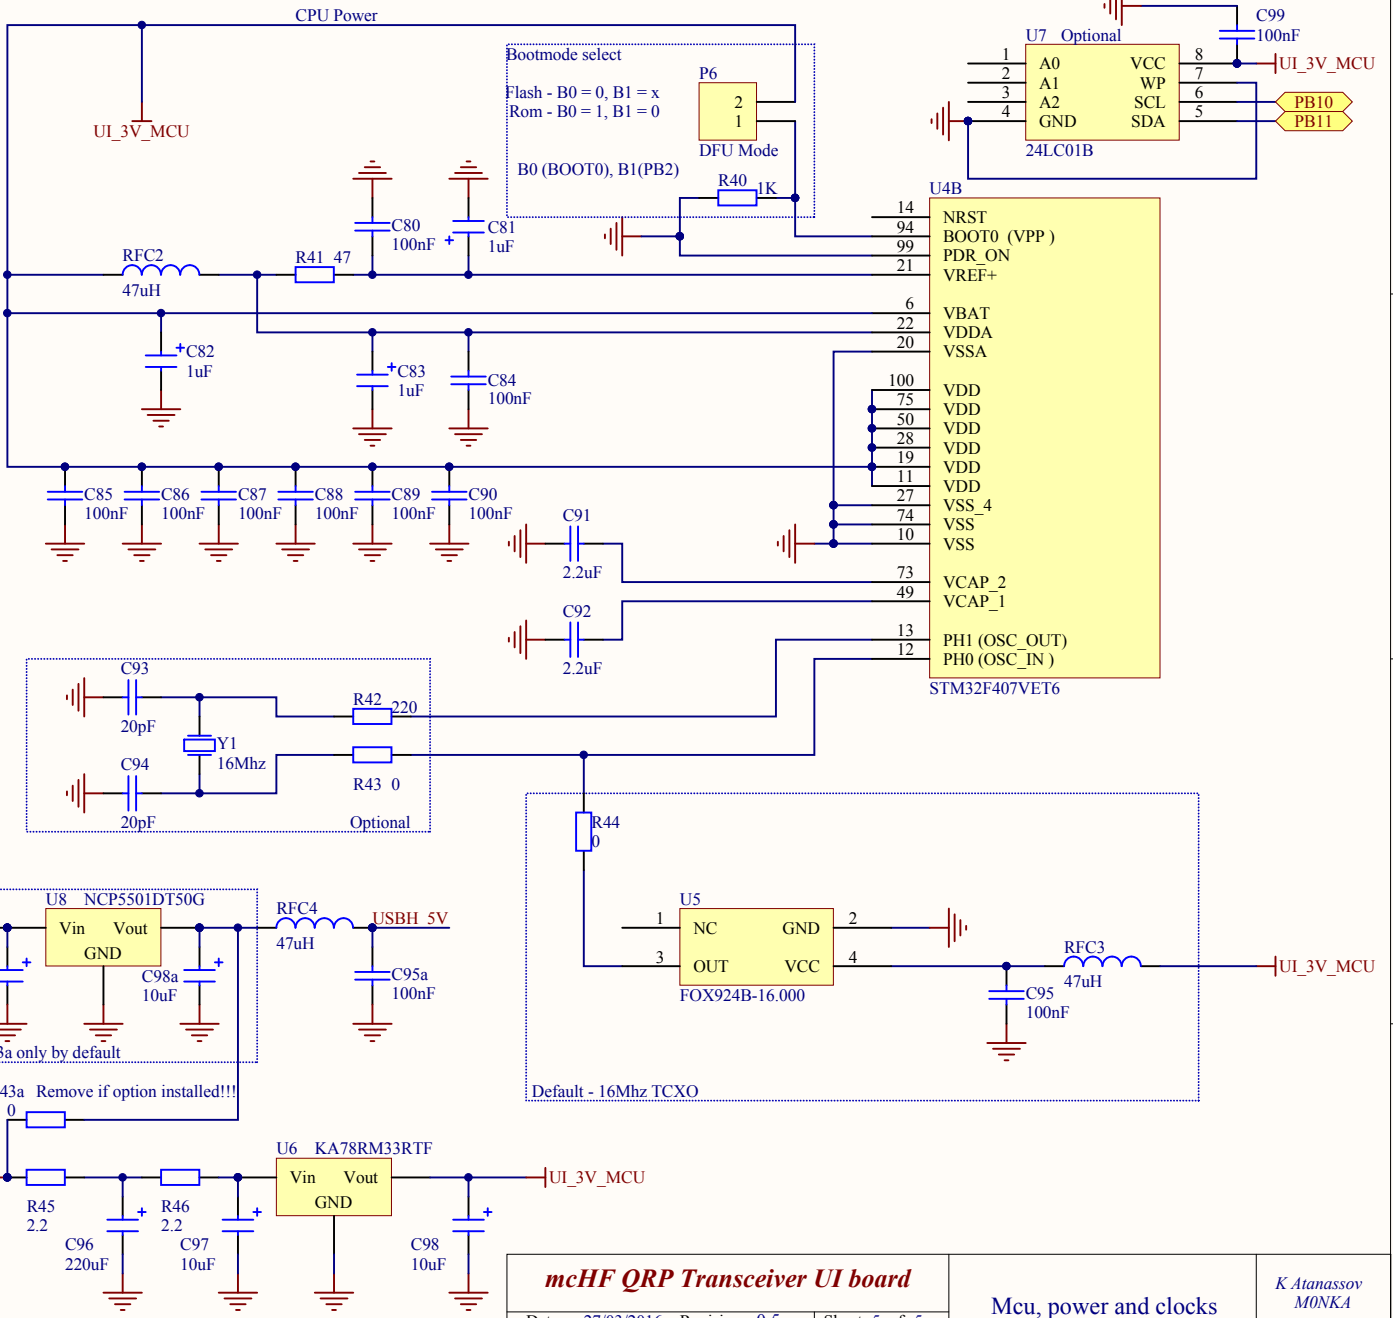 CPU Power
UI_3V_MCU
Bootmode select
Flash - B0 = 0, B1 = x
Rom - B0 = 1, B1 = 0
P6
2
1
DFU Mode
B0 (BOOT0), B1(PB2)
R40
1K
C99
100nF
U7 Optional
1 A0
2 A1
3 A2
4 GND
VCC 8
WP 7
SCL 6
SDA 5
24LC01B
UI_3V_MCU
PB10
PB11
U4B
14 NRST
94 BOOT0 (VPP )
99 PDR_ON
21 VREF+
6 VBAT
22 VDDA
20 VSSA
100 VDD
75 VDD
50 VDD
28 VDD
19 VDD
11 VDD
27 VSS_4
74 VSS
10 VSS
73 VCAP_2
49 VCAP_1
13 PH1 (OSC_OUT)
12 PH0 (OSC_IN )
STM32F407VET6
C80
100nF
C81
1uF
+
RFC2
47uH
R41 47
C82
1uF
+
C83
1uF
+
C84
100nF
C85
100nF
C86
100nF
C87
100nF
C88
100nF
C89
100nF
C90
100nF
C91
2.2uF
C92
2.2uF
C93
20pF
Y1
16Mhz
C94
20pF
R42
220
R43 0
Optional
R44
0
U5
1 NC
3 OUT
GND 2
VCC 4
FOX924B-16.000
C95
100nF
RFC3
47uH
UI_3V_MCU
Default - 16Mhz TCXO
U8 NCP5501DT50G
Vin Vout
GND
+
C98a
10uF
+
RFC4
47uH
USBH_5V
C95a
100nF
3a only by default
43a Remove if option installed!!!
0
U6 KA78RM33RTF
Vin Vout
GND
UI_3V_MCU
R45
2.2
R46
2.2
C96
220uF
+
C97
10uF
+
C98
10uF
+
mcHF QRP Transceiver UI board
27/03/2016
0.5
Sheet 5 of 5
Mcu, power and clocks
K Atanassov
M0NKA